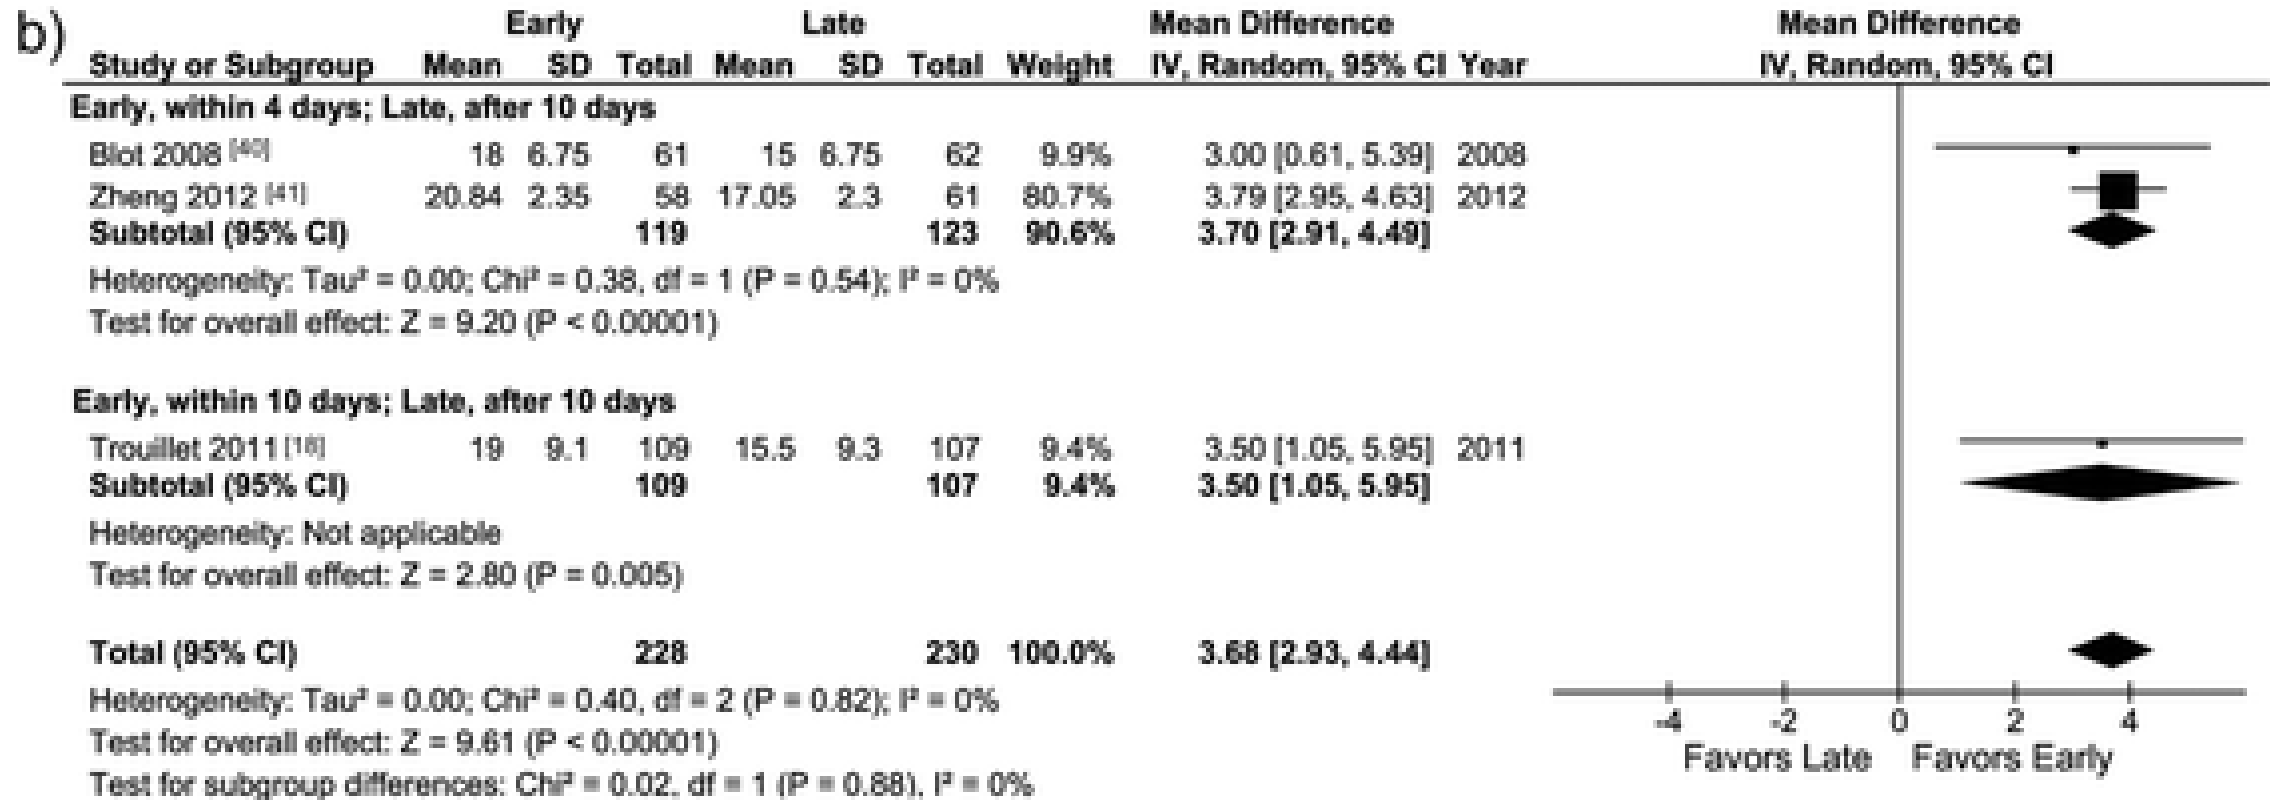 b)
Early Late Mean Difference Mean Difference
Study or Subgroup Mean SD Total Mean SD Total Weight IV, Random, 95% CI Year IV, Random, 95% CI
Early, within 4 days; Late, after 10 days
Blot 2008 [40] 18 6.75 61 15 6.75 62 9.9% 3.00 [0.61, 5.39] 2008
Zheng 2012 [41] 20.84 2.35 58 17.05 2.3 61 80.7% 3.79 [2.95, 4.63] 2012
Subtotal (95% CI) 119 123 90.6% 3.70 [2.91, 4.49]
Heterogeneity: Tau² = 0.00; Chi² = 0.38, df = 1 (P = 0.54); I² = 0%
Test for overall effect: Z = 9.20 (P < 0.00001)
Early, within 10 days; Late, after 10 days
Trouillet 2011 [18] 19 9.1 109 15.5 9.3 107 9.4% 3.50 [1.05, 5.95] 2011
Subtotal (95% CI) 109 107 9.4% 3.50 [1.05, 5.95]
Heterogeneity: Not applicable
Test for overall effect: Z = 2.80 (P = 0.005)
Total (95% CI) 228 230 100.0% 3.68 [2.93, 4.44]
Heterogeneity: Tau² = 0.00; Chi² = 0.40, df = 2 (P = 0.82); I² = 0%
Test for overall effect: Z = 9.61 (P < 0.00001)
Test for subgroup differences: Chi² = 0.02, df = 1 (P = 0.88), I² = 0%
-4 -2 0 2 4
Favors Late Favors Early